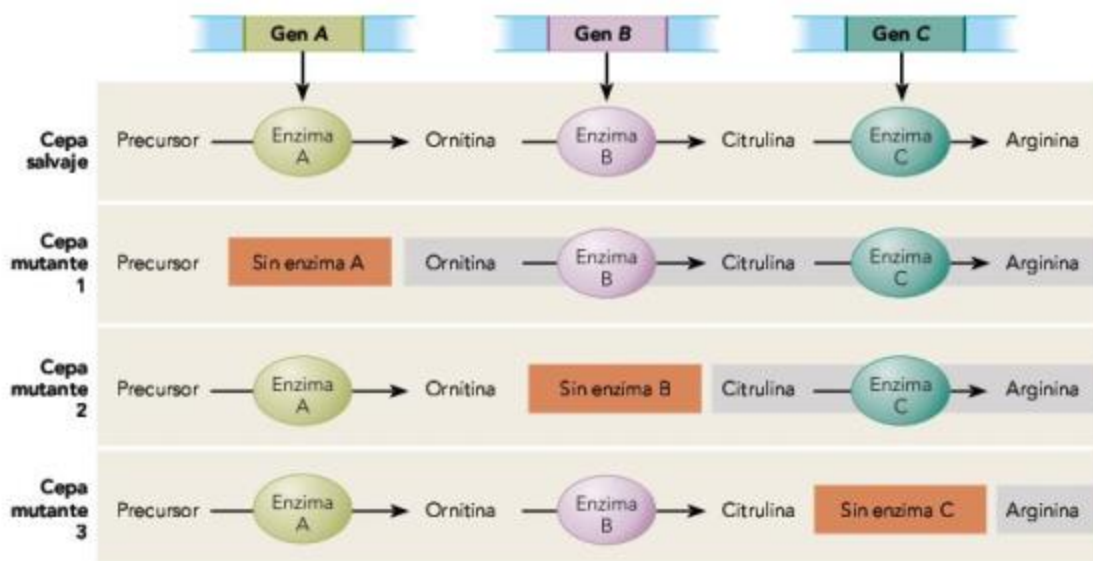 Gen A Gen B Gen C
Cepa
salvaje
Precursor Enzima
A Ornitina Enzima
B Citrulina Enzima
C Arginina
Cepa
mutante
1
Precursor Sin enzima A Ornitina Enzima
B Citrulina Enzima
C Arginina
Cepa
mutante
2
Precursor Enzima
A Ornitina Sin enzima B Citrulina Enzima
C Arginina
Cepa
mutante
3
Precursor Enzima
A Ornitina Enzima
B Citrulina Sin enzima C Arginina